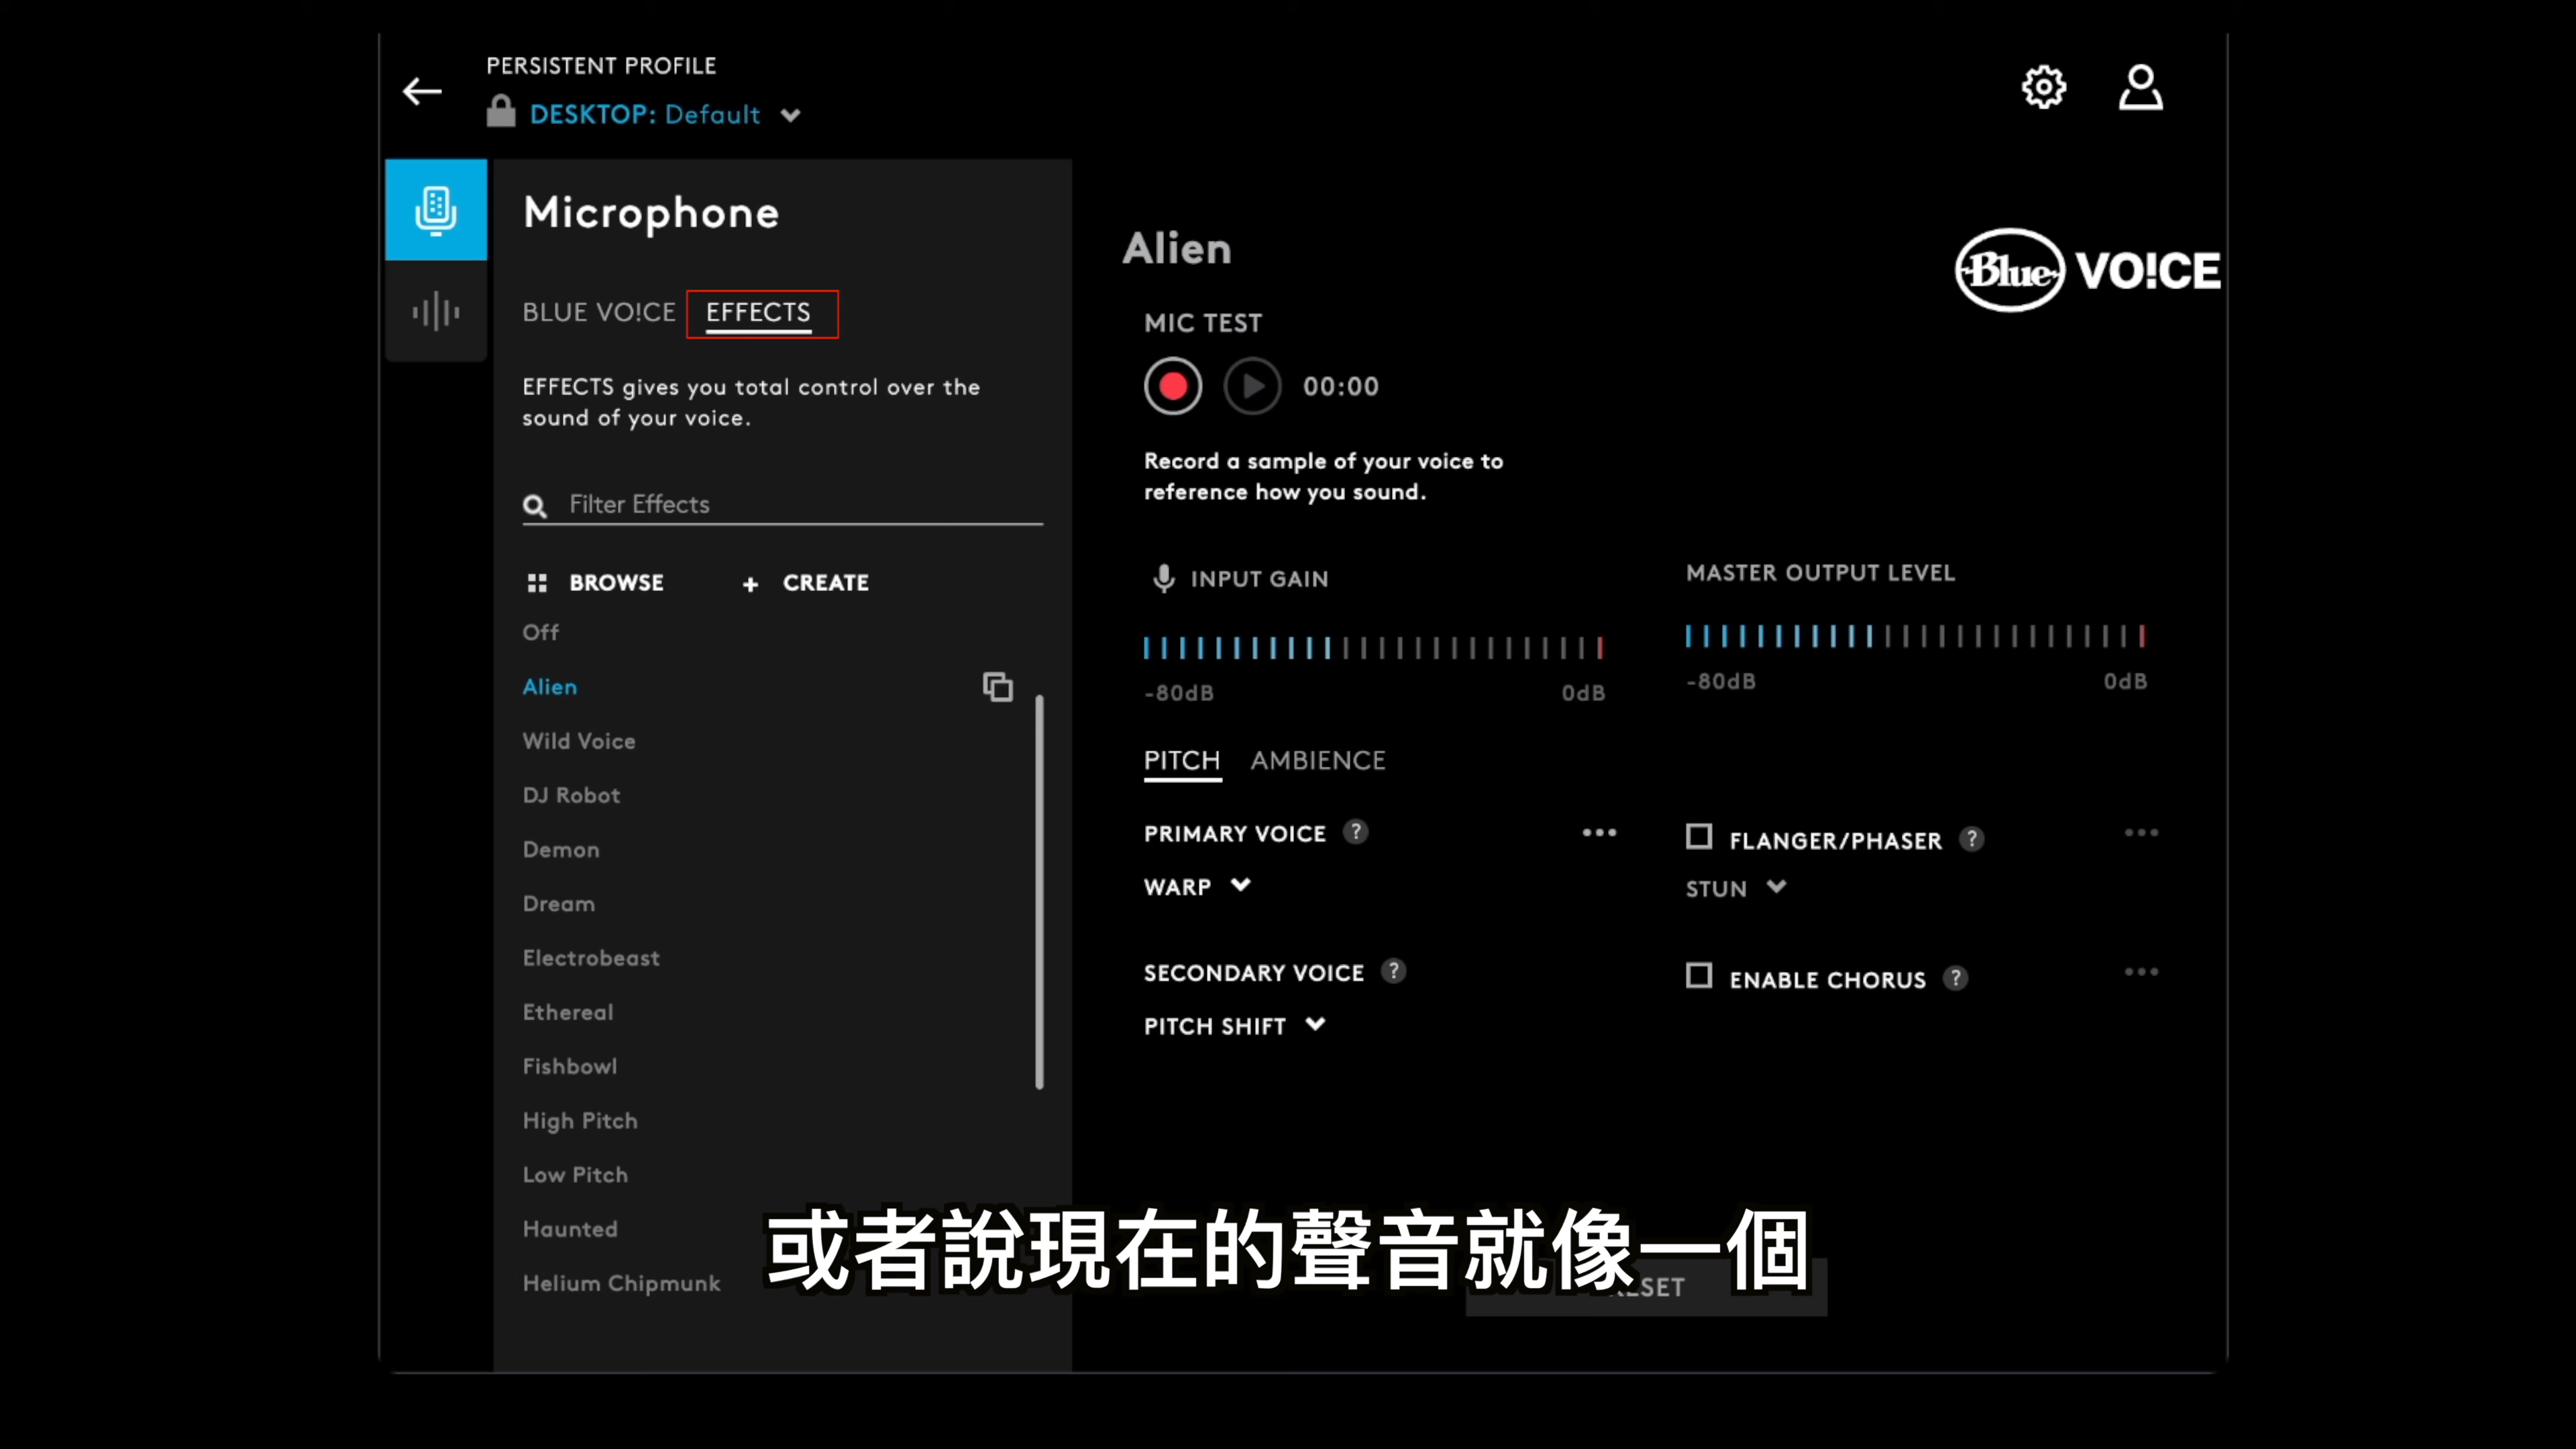 PERSISTENT PROFILE
DESKTOP: Default
Microphone
BLUE VO!CE EFFECTS
EFFECTS gives you total control over the
sound of your voice.
Filter Effects
BROWSE + CREATE
Off
Alien
Wild Voice
DJ Robot
Demon
Dream
Electrobeast
Ethereal
Fishbowl
High Pitch
Low Pitch
Haunted
Helium Chipmunk
Alien
Blue VO!CE
MIC TEST
00:00
Record a sample of your voice to
reference how you sound.
INPUT GAIN
-80dB 0dB
MASTER OUTPUT LEVEL
-80dB 0dB
PITCH AMBIENCE
PRIMARY VOICE ?
WARP
FLANGER/PHASER ?
STUN
SECONDARY VOICE ?
PITCH SHIFT
ENABLE CHORUS ?
或者說現在的聲音就像一個